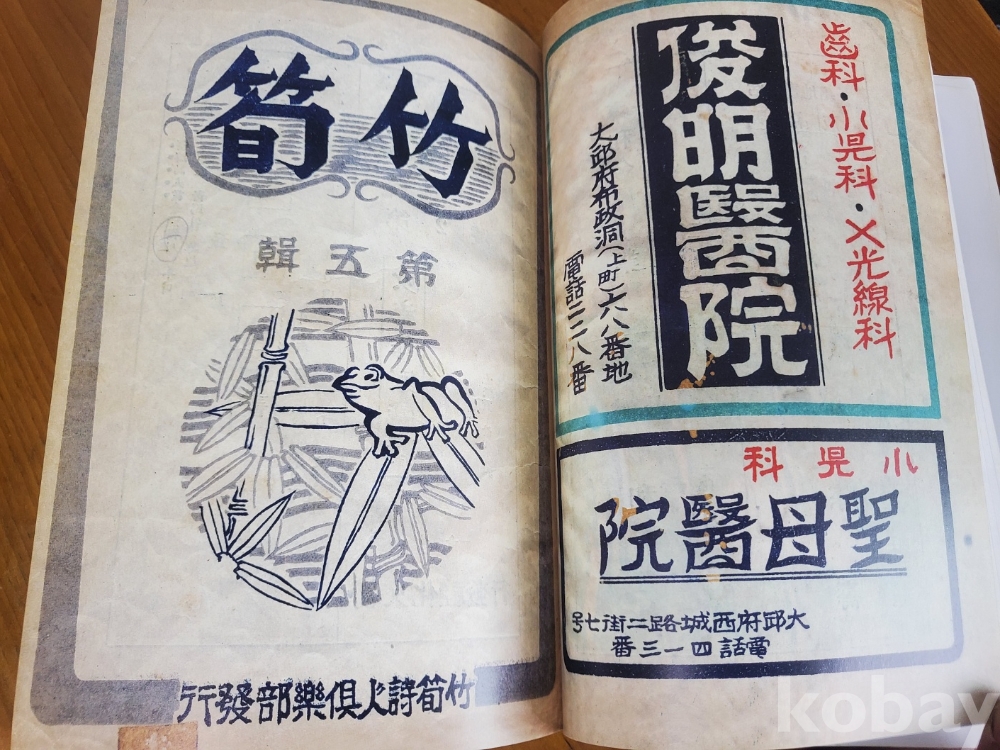 竹筍
第五輯
竹筍詩人俱樂部發行
齒科·小児科·X光線科
俊明醫院
大邱府布政洞(上町)六八番地
電話二二八番
小児科
聖母醫院
大邱府西城路二街七号
電話四一三番
kobay